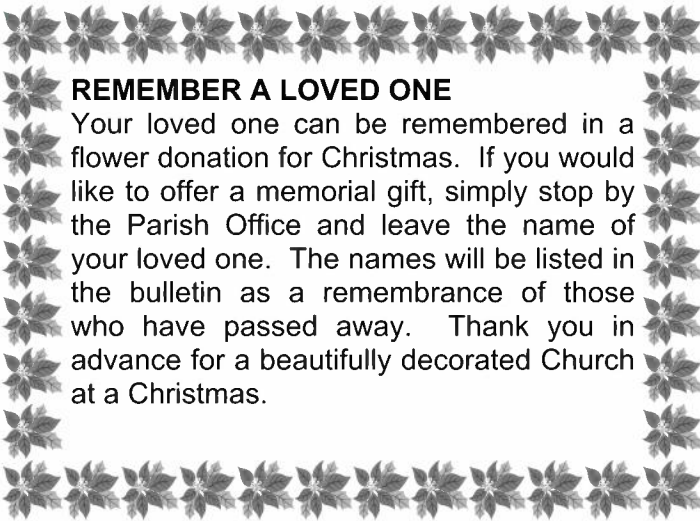 REMEMBER A LOVED ONE
Your loved one can be remembered in a
flower donation for Christmas.  If you would
like to offer a memorial gift, simply stop by
the Parish Office and leave the name of
your loved one.  The names will be listed in
the bulletin as a remembrance of those
who have passed away.  Thank you in
advance for a beautifully decorated Church
at a Christmas.